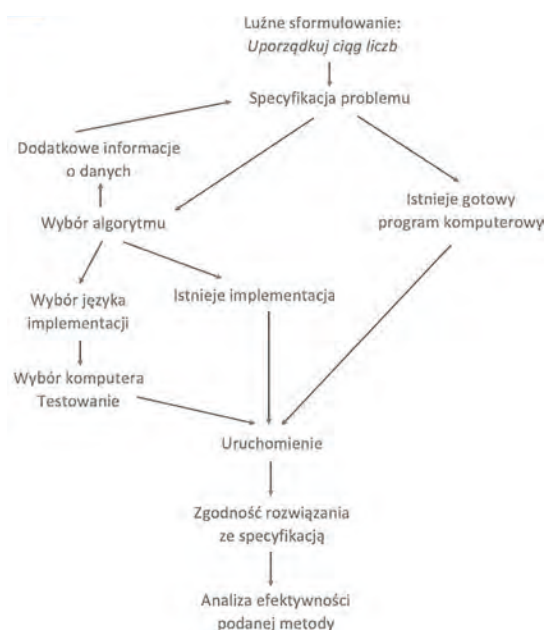 Luźne sformułowanie:
Uporządkuj ciąg liczb
Specyfikacja problemu
Dodatkowe informacje
o danych
Istnieje gotowy
program komputerowy
Wybór algorytmu
Wybór języka
implementacji
Istnieje implementacja
Wybór komputera
Testowanie
Uruchomienie
Zgodność rozwiązania
ze specyfikacją
Analiza efektywności
podanej metody